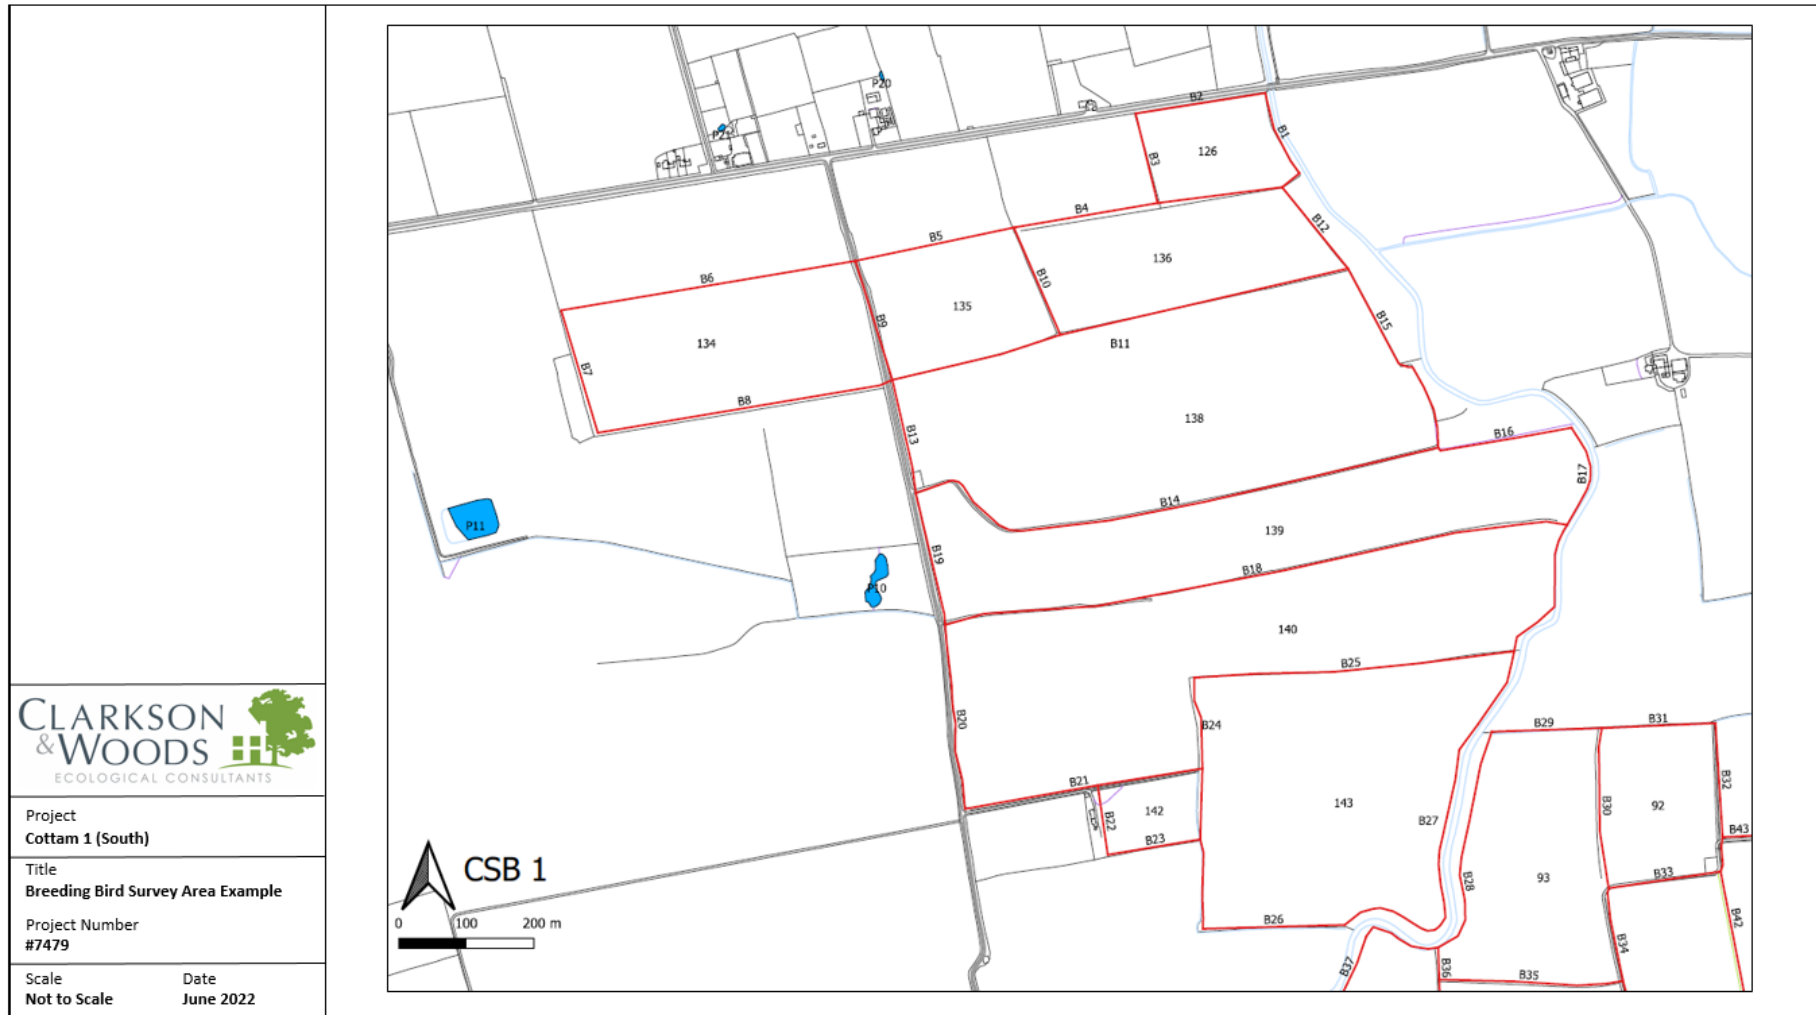 CLARKSON
& WOODS
ECOLOGICAL CONSULTANTS
Project
Cottam 1 (South)
Title
Breeding Bird Survey Area Example
Project Number
#7479
Scale Date
Not to Scale June 2022
P20
P21
B2
B1
B3
126
B4
B12
B5
B6
136
B10
135
B9
B15
134
B11
B7
B8
138
B13
B16
B17
B14
P11
139
B19
B18
P10
140
B25
B20
B24
B29
B31
B21
B32
142
143
B30
92
B22
B27
B43
B23
CSB 1
B33
93
B28
B26
B42
0 100 200 m
B34
B37
B36
B35